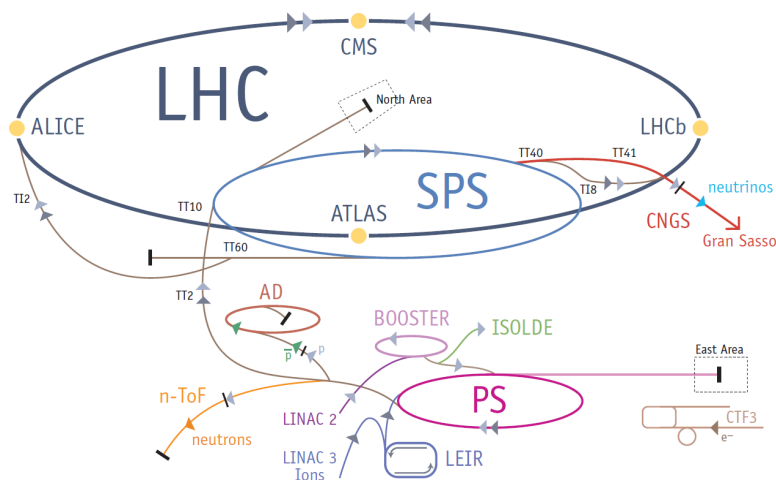 CMS
LHC
North Area
ALICE
LHCb
TT40
TT41
TI8
neutrinos
TI2
TT10
SPS
ATLAS
CNGS
Gran Sasso
TT60
AD
TT2
BOOSTER
ISOLDE
East Area
p
p
n-ToF
PS
LINAC 2
CTF3
e⁻
neutrons
LINAC 3
Ions
LEIR